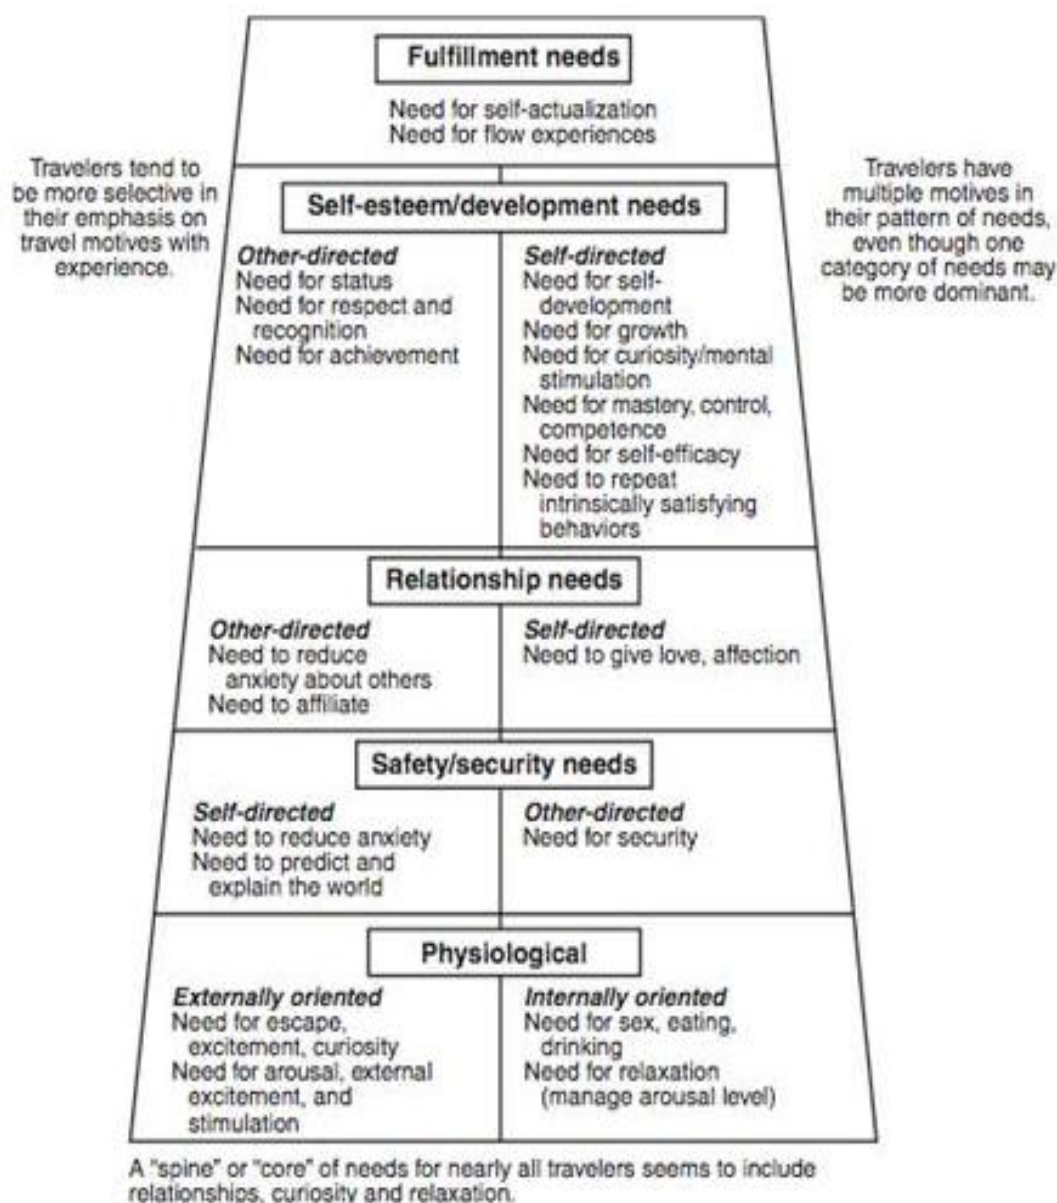 Fulfillment needs
Need for self-actualization
Need for flow experiences
Travelers tend to
be more selective in
their emphasis on
travel motives with
experience.
Travelers have
multiple motives in
their pattern of needs,
even though one
category of needs may
be more dominant.
Self-esteem/development needs
Other-directed
Need for status
Need for respect and
recognition
Need for achievement
Self-directed
Need for self-
development
Need for growth
Need for curiosity/mental
stimulation
Need for mastery, control,
competence
Need for self-efficacy
Need to repeat
intrinsically satisfying
behaviors
Relationship needs
Other-directed
Need to reduce
anxiety about others
Need to affiliate
Self-directed
Need to give love, affection
Safety/security needs
Self-directed
Need to reduce anxiety
Need to predict and
explain the world
Other-directed
Need for security
Physiological
Externally oriented
Need for escape,
excitement, curiosity
Need for arousal, external
excitement, and
stimulation
Internally oriented
Need for sex, eating,
drinking
Need for relaxation
(manage arousal level)
A "spine" or "core" of needs for nearly all travelers seems to include
relationships, curiosity and relaxation.